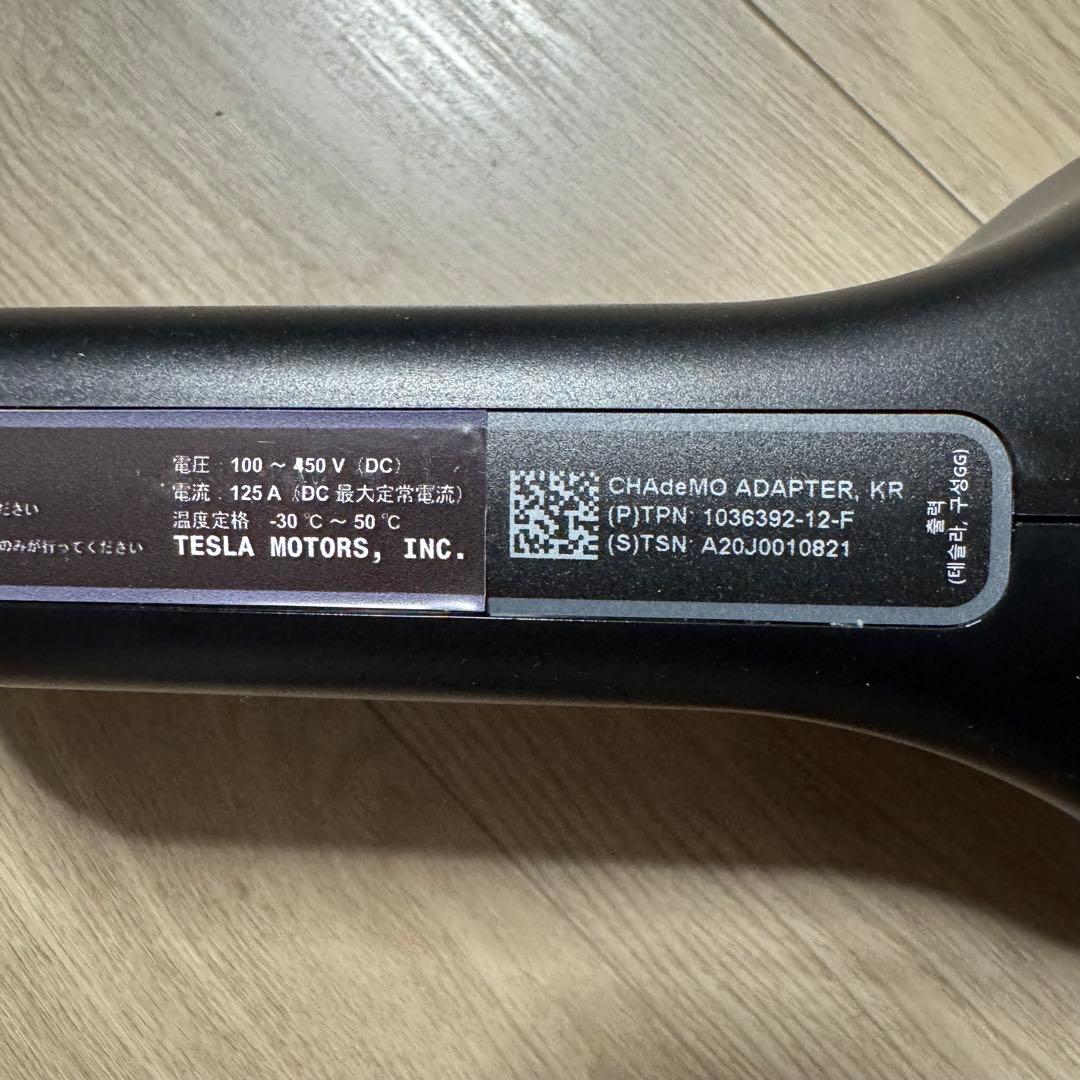 ださい
のみが行ってください
電圧 : 100 ～ 450 V (DC)
電流 : 125 A (DC 最大定常電流)
温度定格 -30 ℃ ～ 50 ℃
TESLA MOTORS, INC.
CHAdeMO ADAPTER, KR
(P)TPN: 1036392-12-F
(S)TSN: A20J0010821
출력
(테슬라, 구성GG)